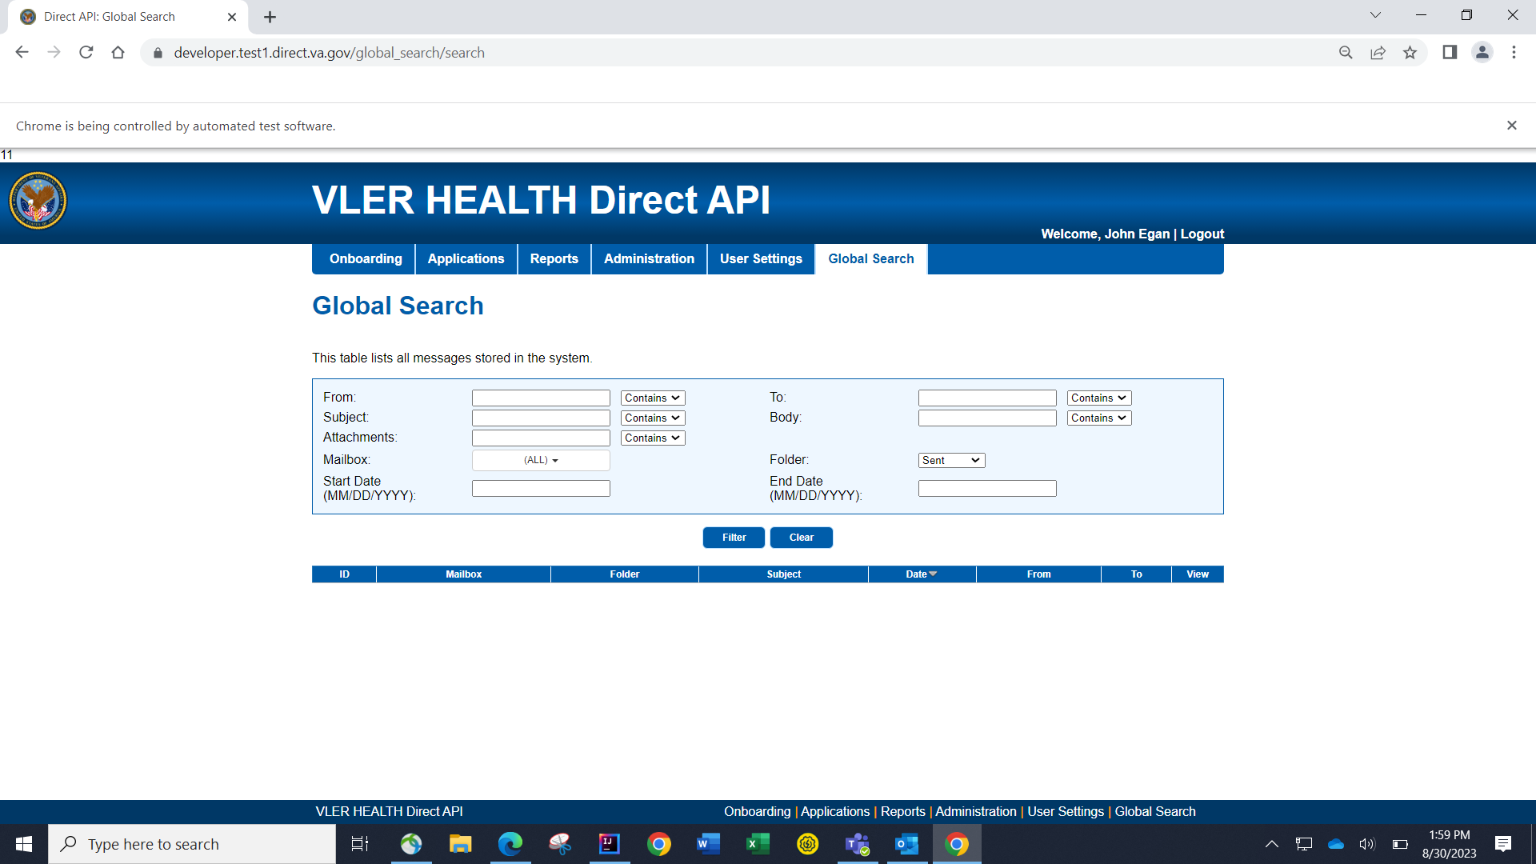 Direct API: Global Search
developer.test1.direct.va.gov/global_search/search
Chrome is being controlled by automated test software.
11
VLER HEALTH Direct API
Welcome, John Egan | Logout
Onboarding Applications Reports Administration User Settings Global Search
Global Search
This table lists all messages stored in the system.
From: Contains To: Contains
Subject: Contains Body: Contains
Attachments: Contains
Mailbox: (ALL) Folder: Sent
Start Date (MM/DD/YYYY): End Date (MM/DD/YYYY):
Filter Clear
ID Mailbox Folder Subject Date From To View
VLER HEALTH Direct API Onboarding | Applications | Reports | Administration | User Settings | Global Search
Type here to search
1:59 PM
8/30/2023